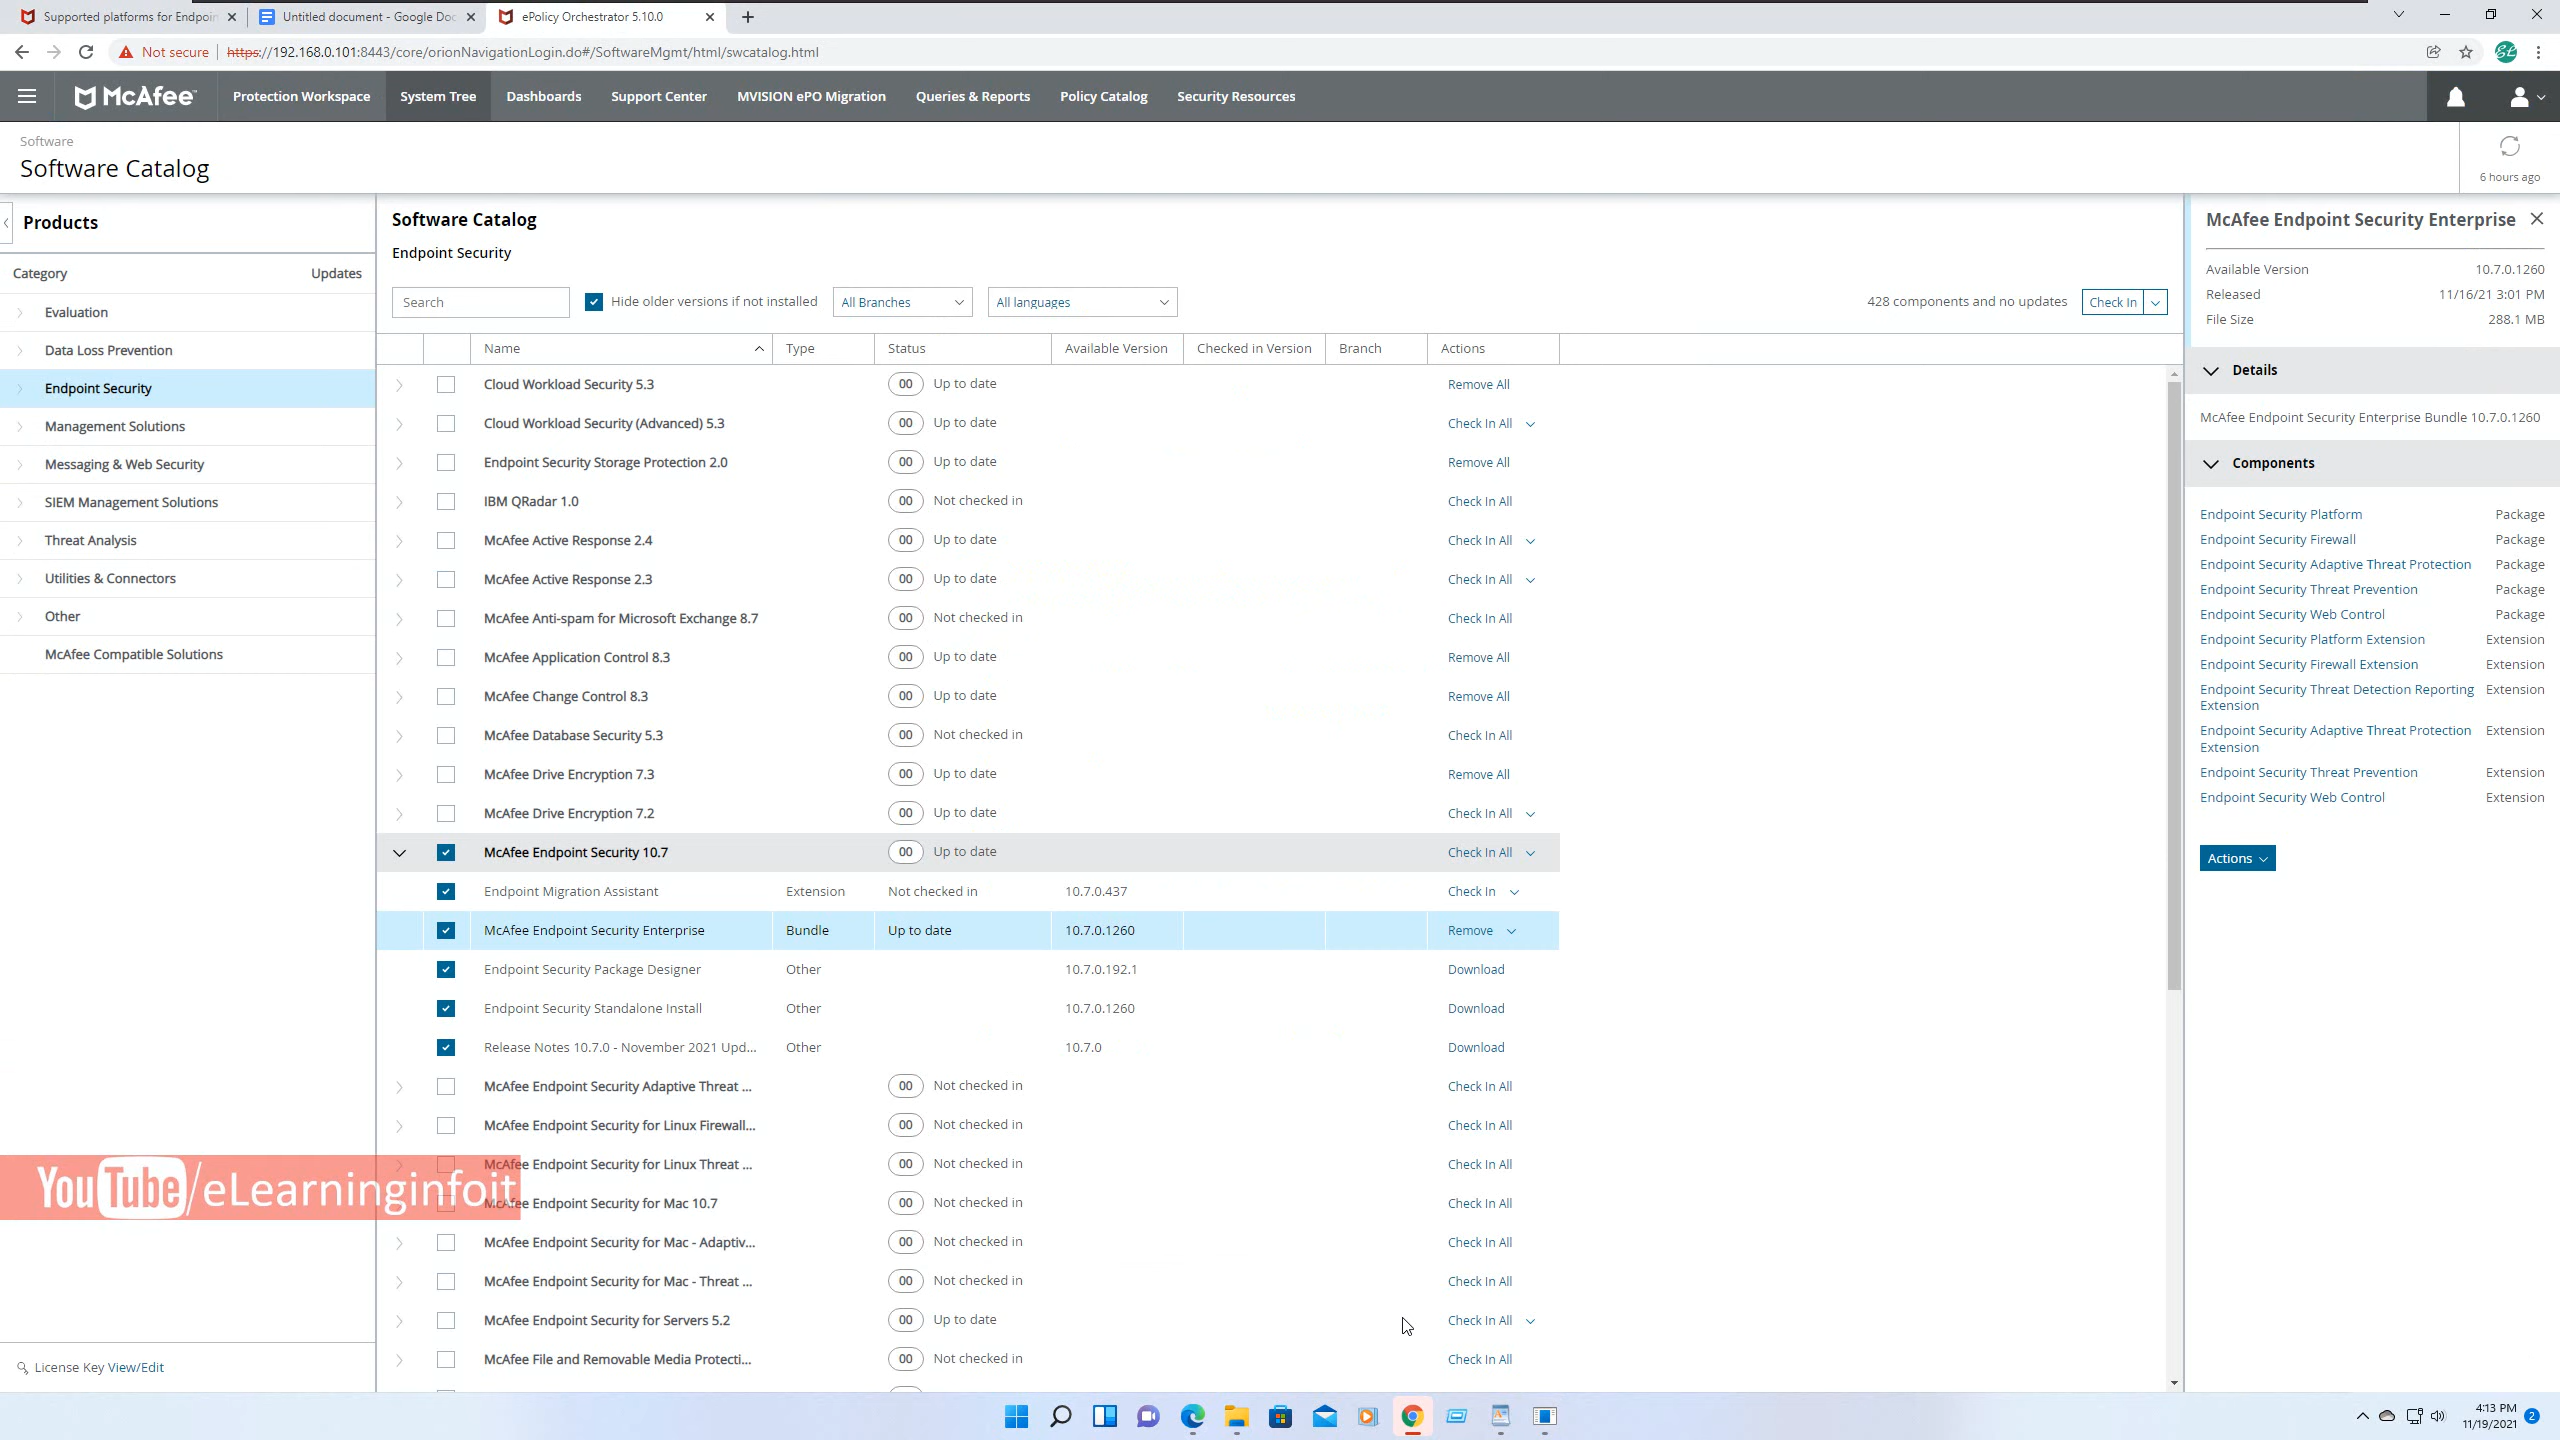 Supported platforms for Endpoin
Untitled document - Google Doc
ePolicy Orchestrator 5.10.0
Not secure
https://192.168.0.101:8443/core/orionNavigationLogin.do#/SoftwareMgmt/html/swcatalog.html
McAfee
Protection Workspace
System Tree
Dashboards
Support Center
MVISION ePO Migration
Queries & Reports
Policy Catalog
Security Resources
Software
Software Catalog
6 hours ago
Products
Category Updates
Evaluation
Data Loss Prevention
Endpoint Security
Management Solutions
Messaging & Web Security
SIEM Management Solutions
Threat Analysis
Utilities & Connectors
Other
McAfee Compatible Solutions
License Key View/Edit
Software Catalog
Endpoint Security
Search
Hide older versions if not installed
All Branches
All languages
428 components and no updates
Check In
Name Type Status Available Version Checked in Version Branch Actions
Cloud Workload Security 5.3 00 Up to date Remove All
Cloud Workload Security (Advanced) 5.3 00 Up to date Check In All
Endpoint Security Storage Protection 2.0 00 Up to date Remove All
IBM QRadar 1.0 00 Not checked in Check In All
McAfee Active Response 2.4 00 Up to date Check In All
McAfee Active Response 2.3 00 Up to date Check In All
McAfee Anti-spam for Microsoft Exchange 8.7 00 Not checked in Check In All
McAfee Application Control 8.3 00 Up to date Remove All
McAfee Change Control 8.3 00 Up to date Remove All
McAfee Database Security 5.3 00 Not checked in Check In All
McAfee Drive Encryption 7.3 00 Up to date Remove All
McAfee Drive Encryption 7.2 00 Up to date Check In All
McAfee Endpoint Security 10.7 00 Up to date Check In All
Endpoint Migration Assistant Extension Not checked in 10.7.0.437 Check In
McAfee Endpoint Security Enterprise Bundle Up to date 10.7.0.1260 Remove
Endpoint Security Package Designer Other 10.7.0.192.1 Download
Endpoint Security Standalone Install Other 10.7.0.1260 Download
Release Notes 10.7.0 - November 2021 Upd... Other 10.7.0 Download
McAfee Endpoint Security Adaptive Threat ... 00 Not checked in Check In All
McAfee Endpoint Security for Linux Firewall... 00 Not checked in Check In All
McAfee Endpoint Security for Linux Threat ... 00 Not checked in Check In All
McAfee Endpoint Security for Mac 10.7 00 Not checked in Check In All
McAfee Endpoint Security for Mac - Adaptiv... 00 Not checked in Check In All
McAfee Endpoint Security for Mac - Threat ... 00 Not checked in Check In All
McAfee Endpoint Security for Servers 5.2 00 Up to date Check In All
McAfee File and Removable Media Protecti... 00 Not checked in Check In All
YouTube/eLearninginfoit
McAfee Endpoint Security Enterprise
Available Version 10.7.0.1260
Released 11/16/21 3:01 PM
File Size 288.1 MB
Details
McAfee Endpoint Security Enterprise Bundle 10.7.0.1260
Components
Endpoint Security Platform Package
Endpoint Security Firewall Package
Endpoint Security Adaptive Threat Protection Package
Endpoint Security Threat Prevention Package
Endpoint Security Web Control Package
Endpoint Security Platform Extension Extension
Endpoint Security Firewall Extension Extension
Endpoint Security Threat Detection Reporting Extension
Extension
Endpoint Security Adaptive Threat Protection Extension
Extension
Endpoint Security Threat Prevention Extension
Endpoint Security Web Control Extension
Actions
4:13 PM
11/19/2021
2